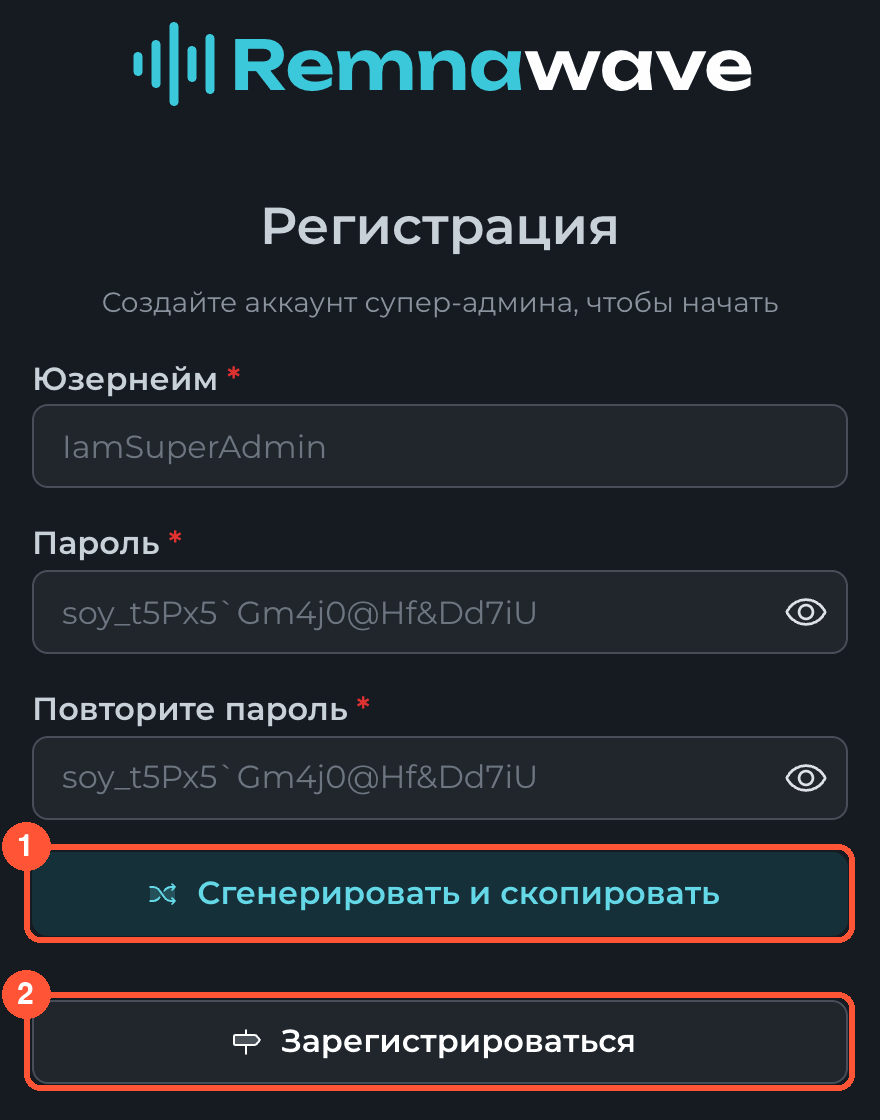 Remnawave
Регистрация
Создайте аккаунт супер-админа, чтобы начать
Юзернейм *
IamSuperAdmin
Пароль *
soy_t5Px5`Gm4j0@Hf&Dd7iU
Повторите пароль *
soy_t5Px5`Gm4j0@Hf&Dd7iU
1
Сгенерировать и скопировать
2
Зарегистрироваться